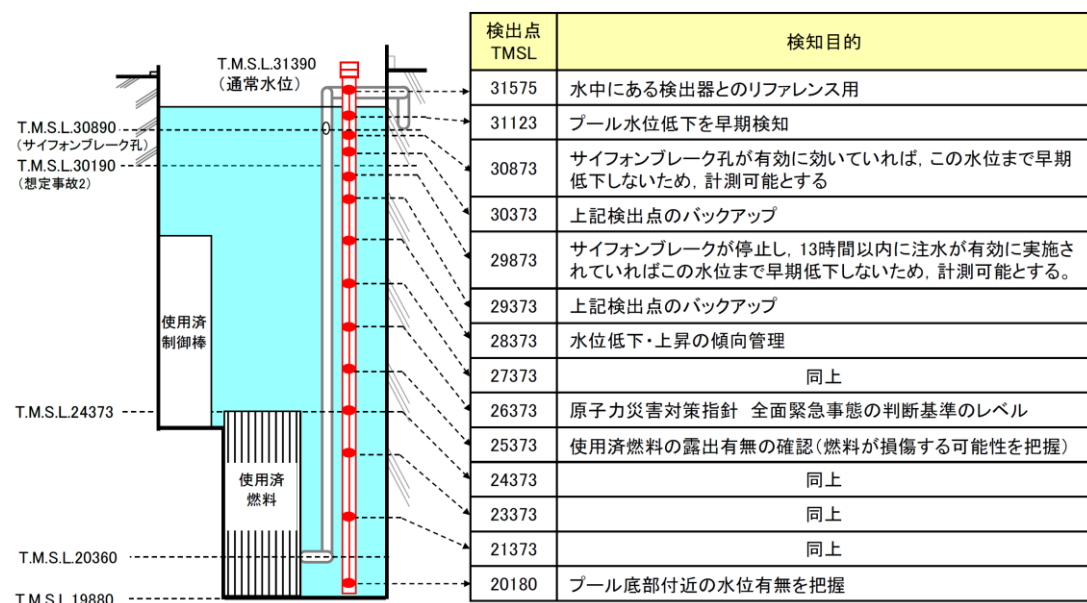 T.M.S.L.31390
(通常水位)
T.M.S.L.30890
(サイフォンブレーク孔)
T.M.S.L.30190
(想定事故2)
使用済
制御棒
T.M.S.L.24373
使用済
燃料
T.M.S.L.20360
T.M.S.L.19880
検出点
TMSL
検知目的
31575 水中にある検出器とのリファレンス用
31123 プール水位低下を早期検知
30873 サイフォンブレーク孔が有効に効いていれば，この水位まで早期
低下しないため，計測可能とする
30373 上記検出点のバックアップ
29873 サイフォンブレークが停止し，13時間以内に注水が有効に実施さ
れていればこの水位まで早期低下しないため，計測可能とする。
29373 上記検出点のバックアップ
28373 水位低下・上昇の傾向管理
27373 同上
26373 原子力災害対策指針 全面緊急事態の判断基準のレベル
25373 使用済燃料の露出有無の確認(燃料が損傷する可能性を把握)
24373 同上
23373 同上
21373 同上
20180 プール底部付近の水位有無を把握